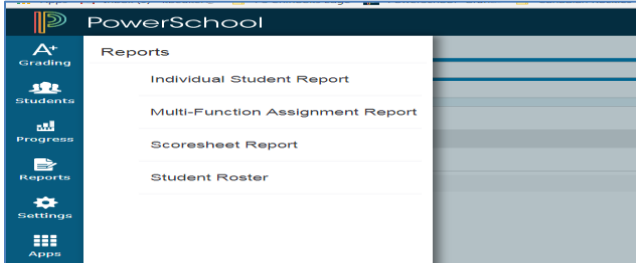 PowerSchool
A+
Grading
Students
Progress
Reports
Settings
Apps
Reports
Individual Student Report
Multi-Function Assignment Report
Scoresheet Report
Student Roster